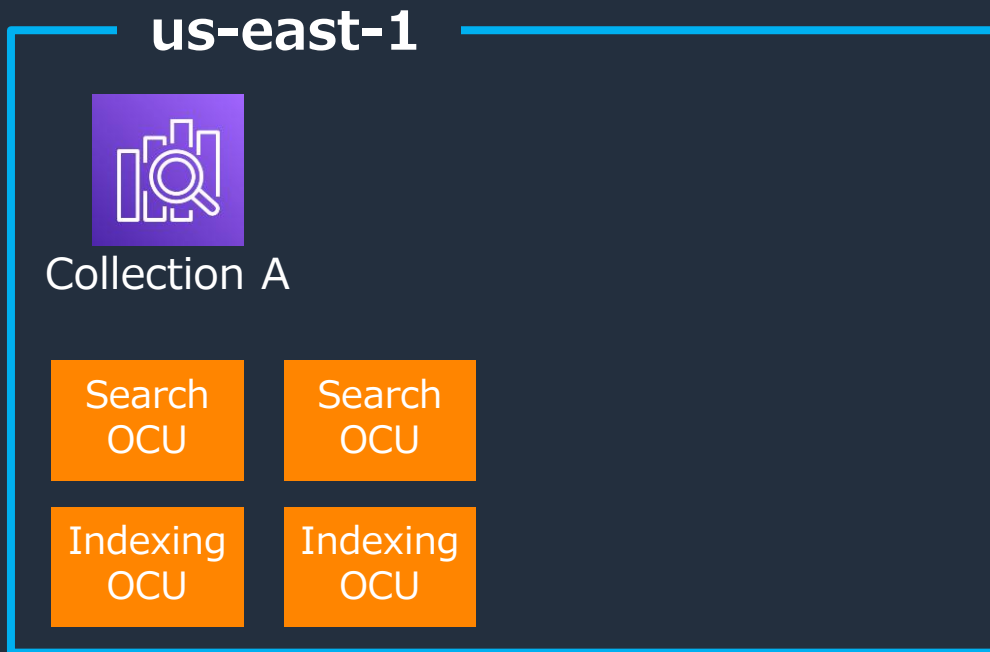 us-east-1
Collection A
Search
OCU
Search
OCU
Indexing
OCU
Indexing
OCU